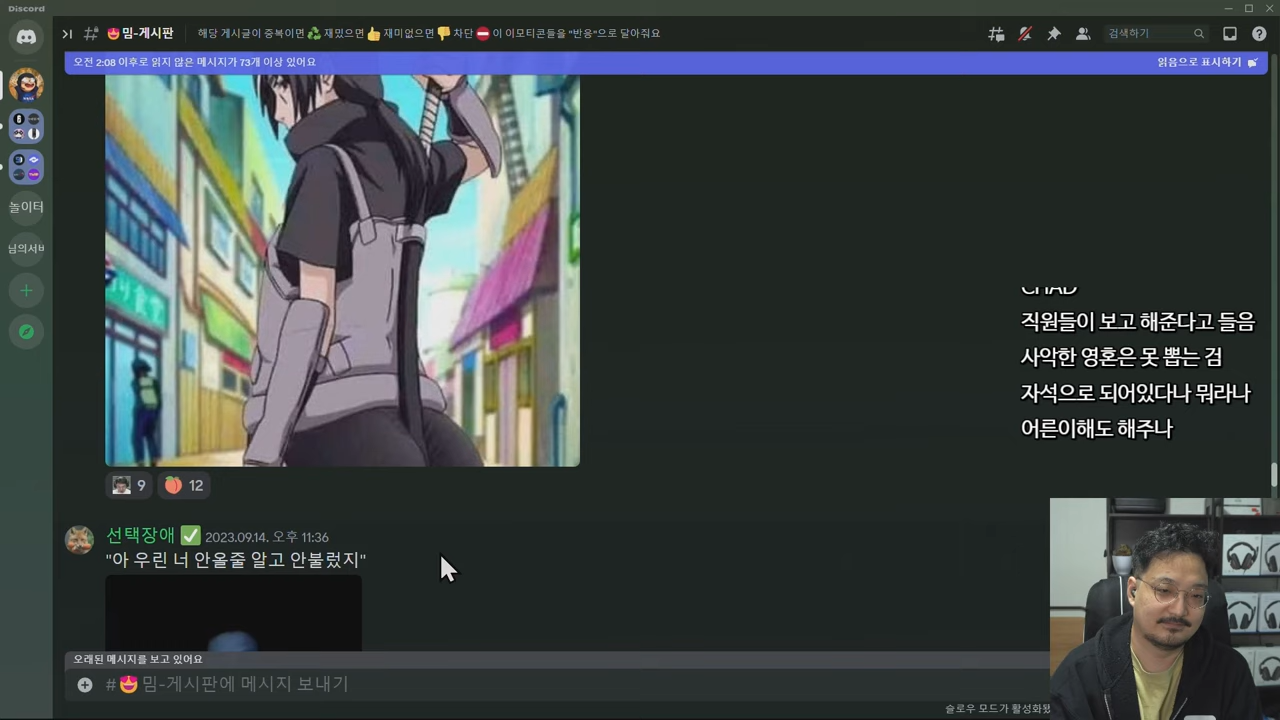 Discord
😍밈-게시판
해당 게시글이 중복이면♻️ 재밌으면👍 재미없으면👎 차단⛔ 이 이모티콘들을 "반응"으로 달아줘요
검색하기
오전 2:08 이후로 읽지 않은 메시지가 73개 이상 있어요
읽음으로 표시하기
놀이터
님의서버
CHAD
직원들이 보고 해준다고 들음
사악한 영혼은 못 뽑는 검
자석으로 되어있다나 뭐라나
어른이해도 해주나
9
🍑 12
선택장애 ✅ 2023.09.14. 오후 11:36
"아 우린 너 안올줄 알고 안불렀지"
오래된 메시지를 보고 있어요
#😍밈-게시판에 메시지 보내기
슬로우 모드가 활성화됐